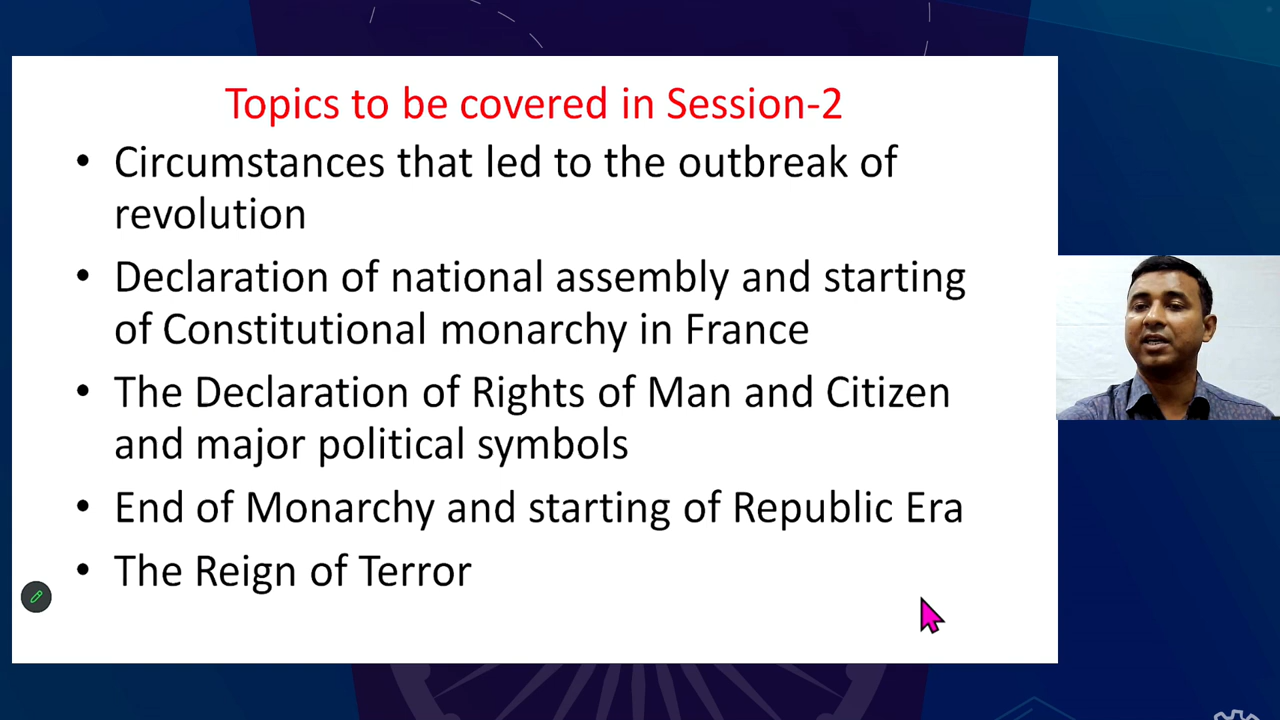 Topics to be covered in Session-2
• Circumstances that led to the outbreak of
revolution
• Declaration of national assembly and starting
of Constitutional monarchy in France
• The Declaration of Rights of Man and Citizen
and major political symbols
• End of Monarchy and starting of Republic Era
• The Reign of Terror